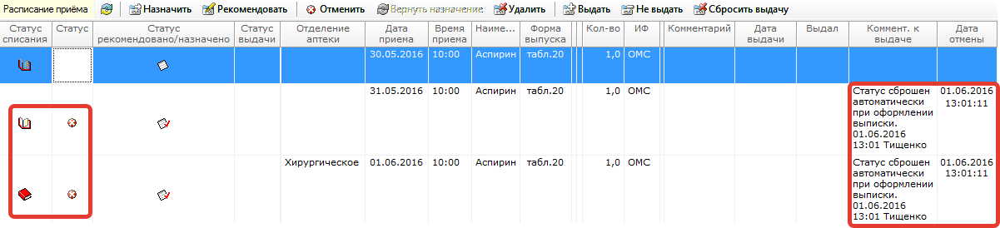 Расписание приёма Назначить Рекомендовать Отменить Вернуть назначение Удалить Выдать Не выдать Сбросить выдачу
Статус списания Статус Статус рекомендовано/назначено Статус выдачи Отделение аптеки Дата приема Время приема Наиме... Форма выпуска Кол-во ИФ Комментарий Дата выдачи Выдал Коммент. к выдаче Дата отмены
30.05.2016 10:00 Аспирин табл.20 1,0 ОМС
31.05.2016 10:00 Аспирин табл.20 1,0 ОМС Статус сброшен 01.06.2016
автоматически 13:01:11
при оформлении
выписки.
01.06.2016
13:01 Тищенко
Хирургическое 01.06.2016 10:00 Аспирин табл.20 1,0 ОМС Статус сброшен 01.06.2016
автоматически 13:01:11
при оформлении
выписки.
01.06.2016
13:01 Тищенко